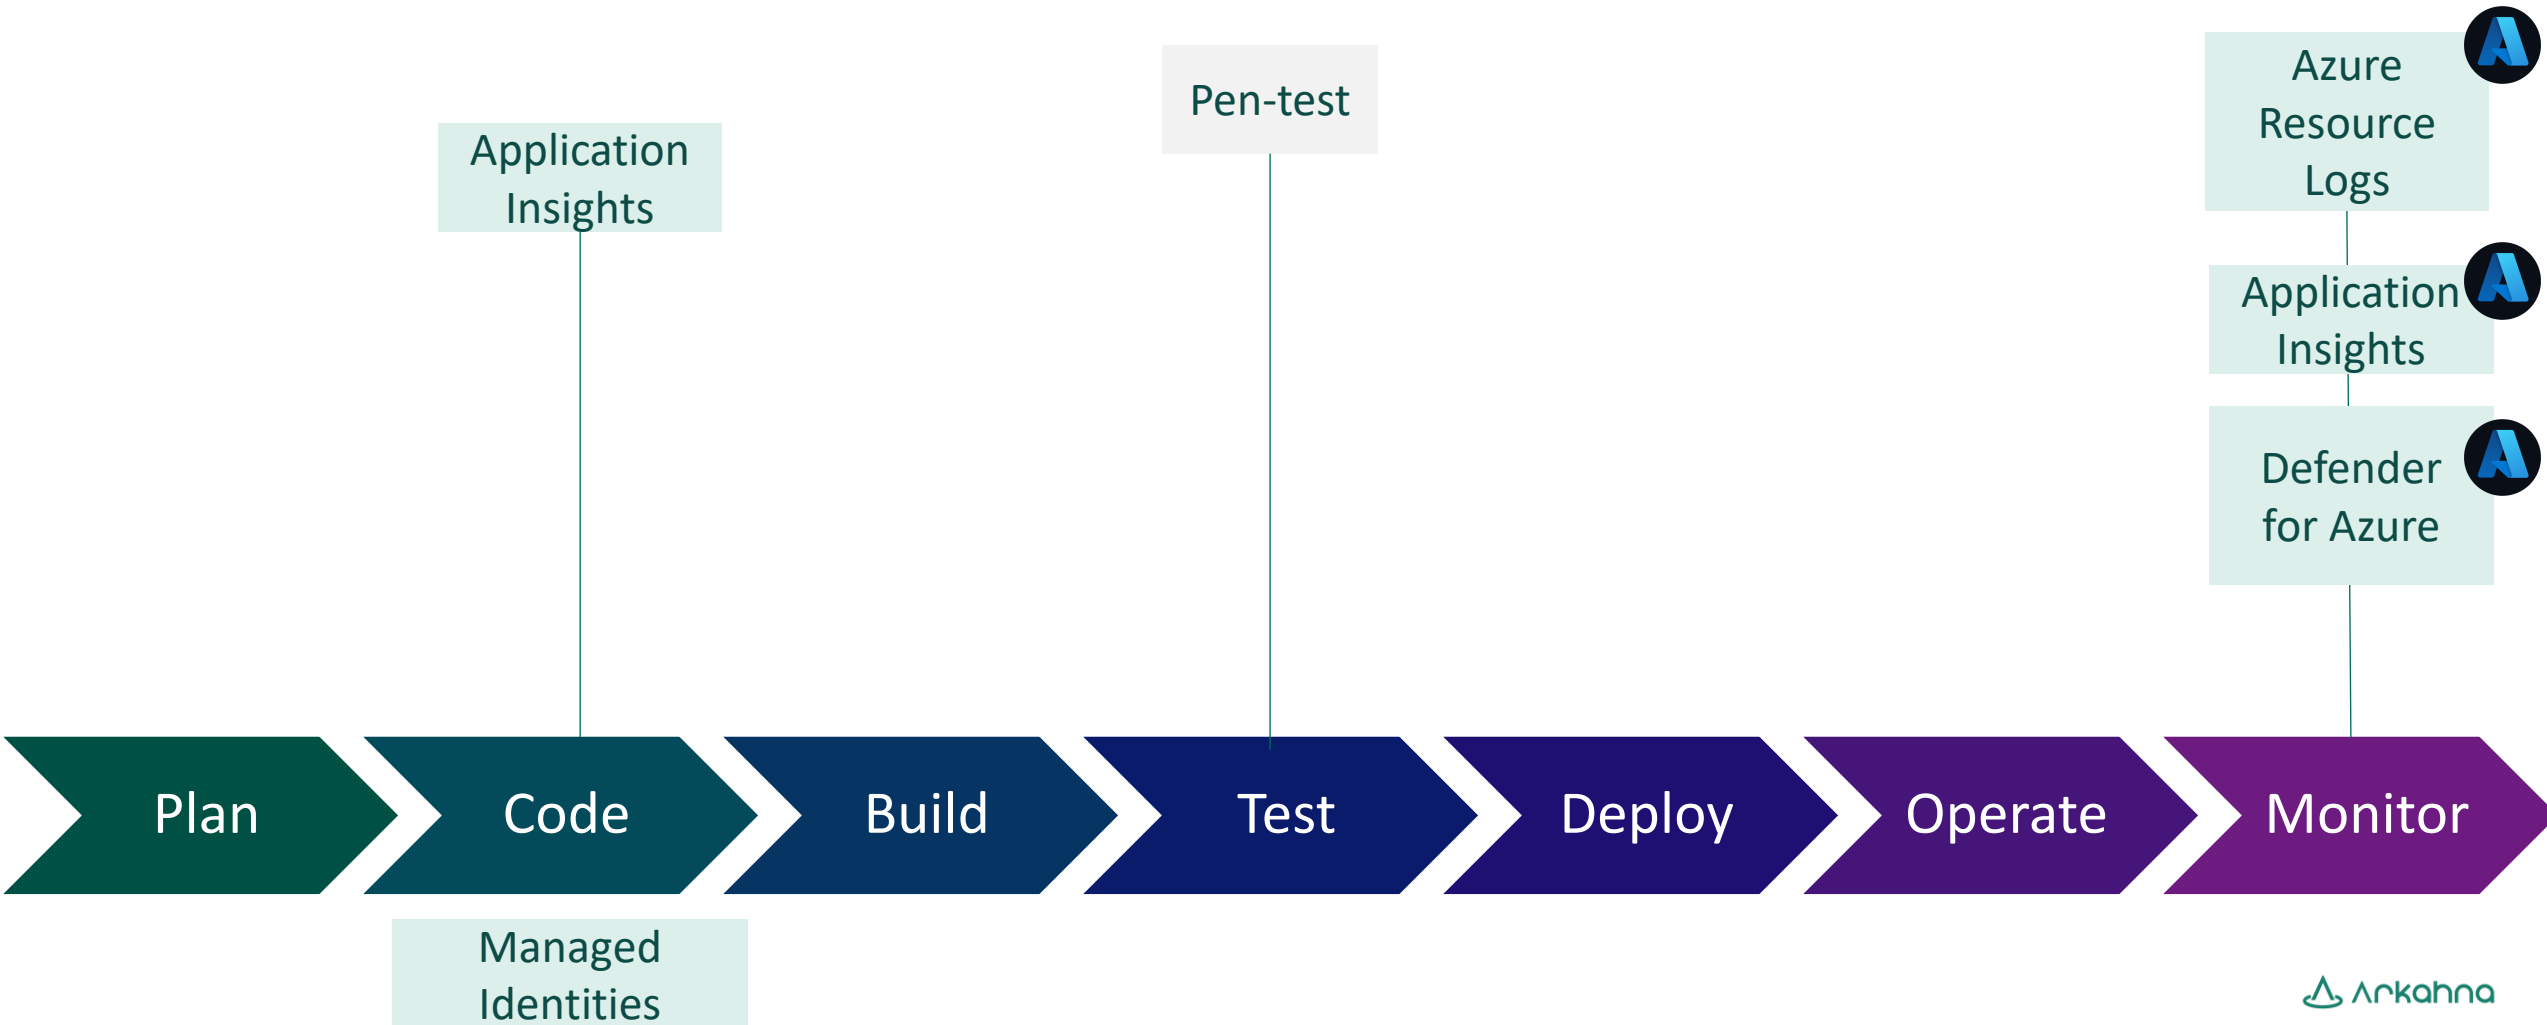 Application
Insights
Pen-test
Azure
Resource
Logs
Application
Insights
Defender
for Azure
Plan
Code
Build
Test
Deploy
Operate
Monitor
Managed
Identities
Arkahna